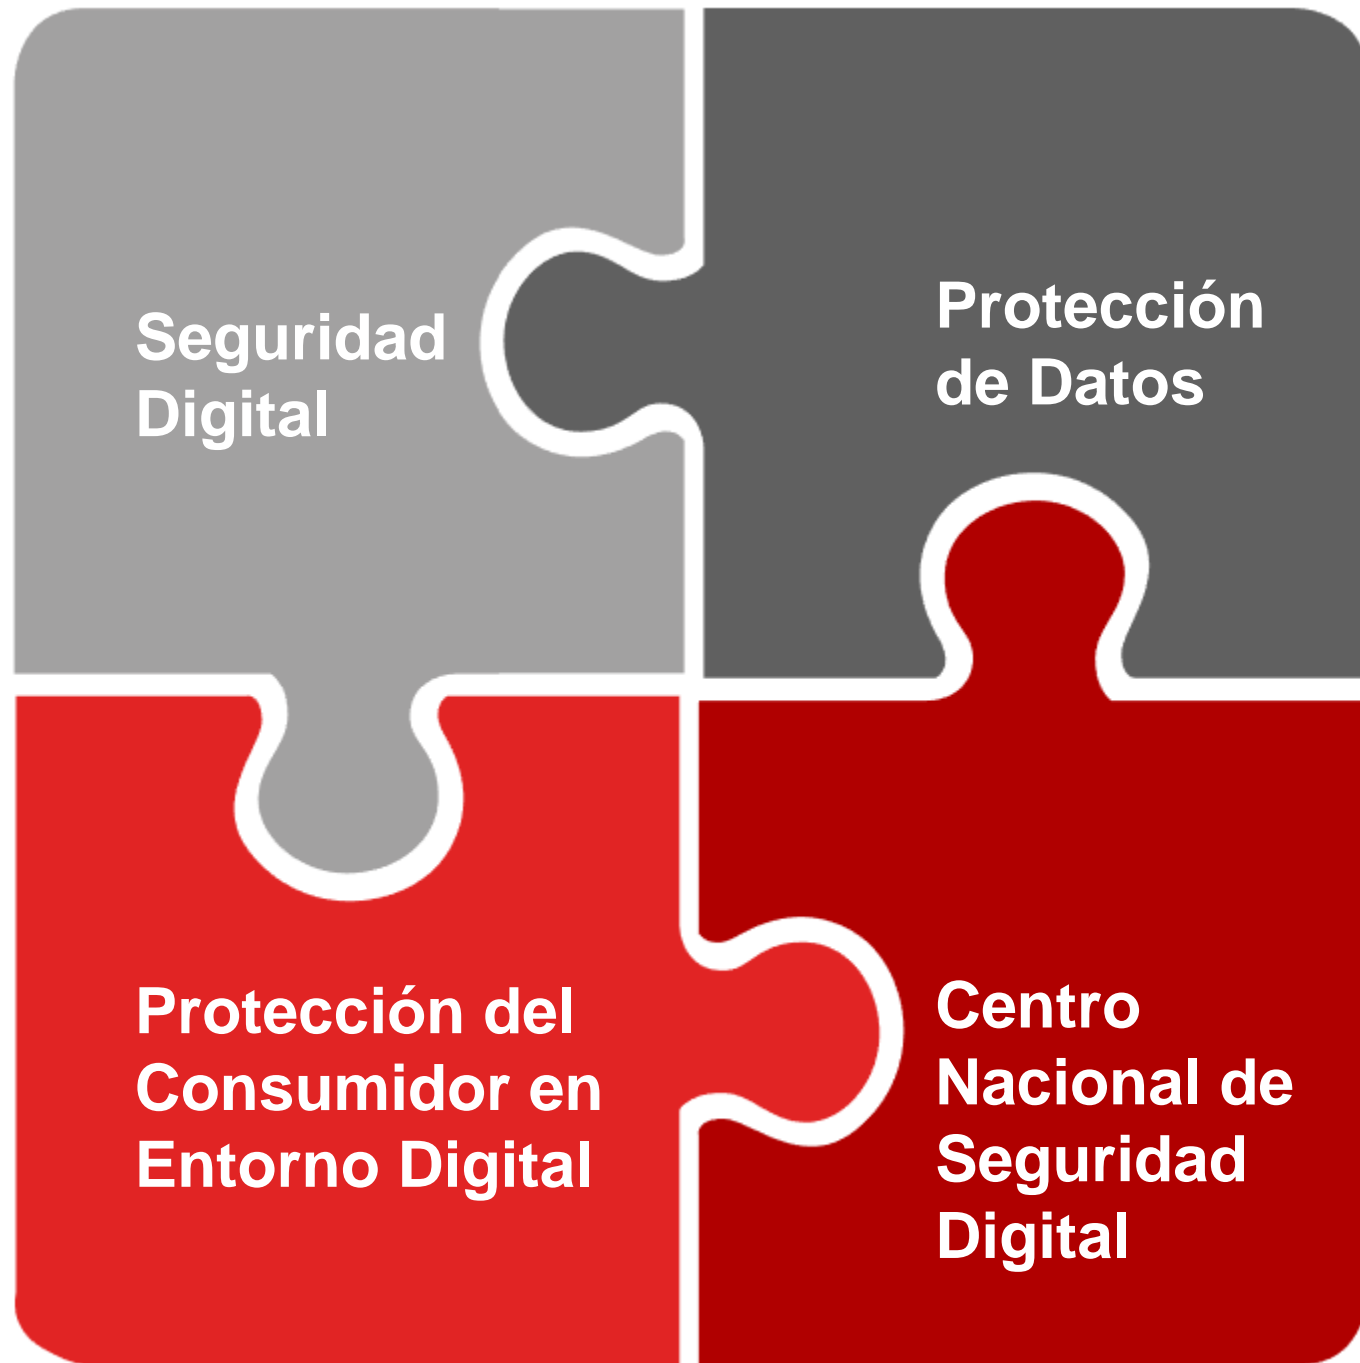 Seguridad
Digital
Protección
de Datos
Protección del
Consumidor en
Entorno Digital
Centro
Nacional de
Seguridad
Digital